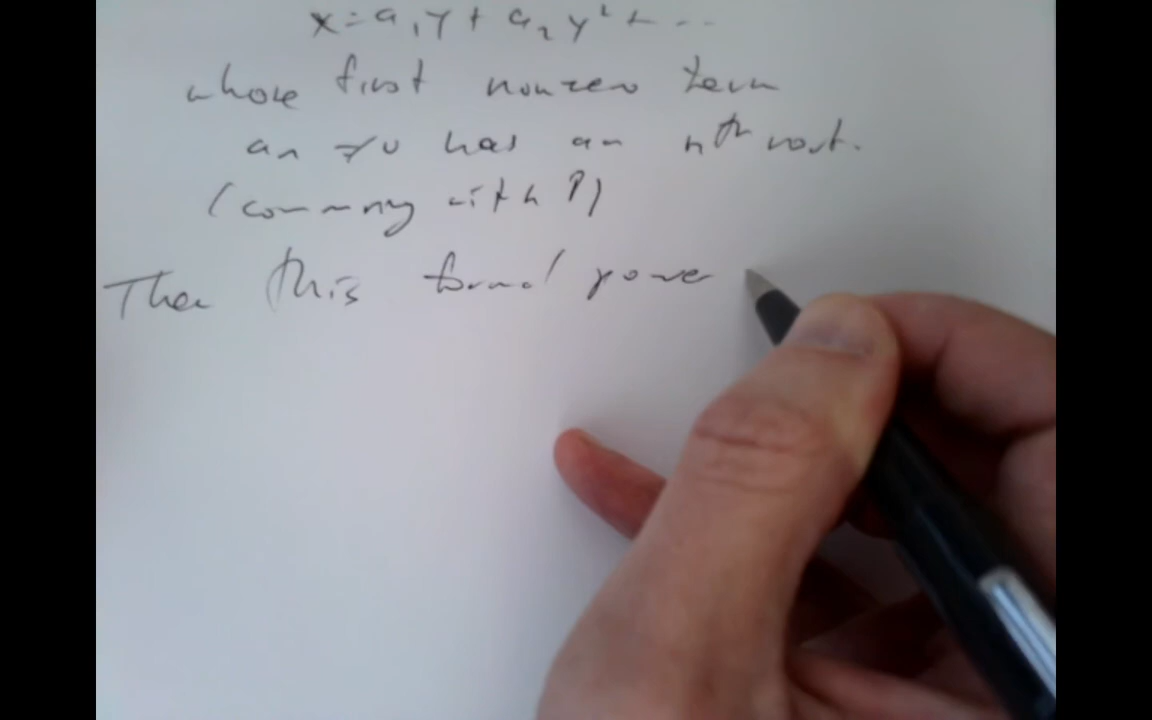 x = a₁y + a₂y² + ...
whose first nonzero term
aₙ ≠ 0 has an nᵗʰ root.
(commuting with P)
Then this formal power